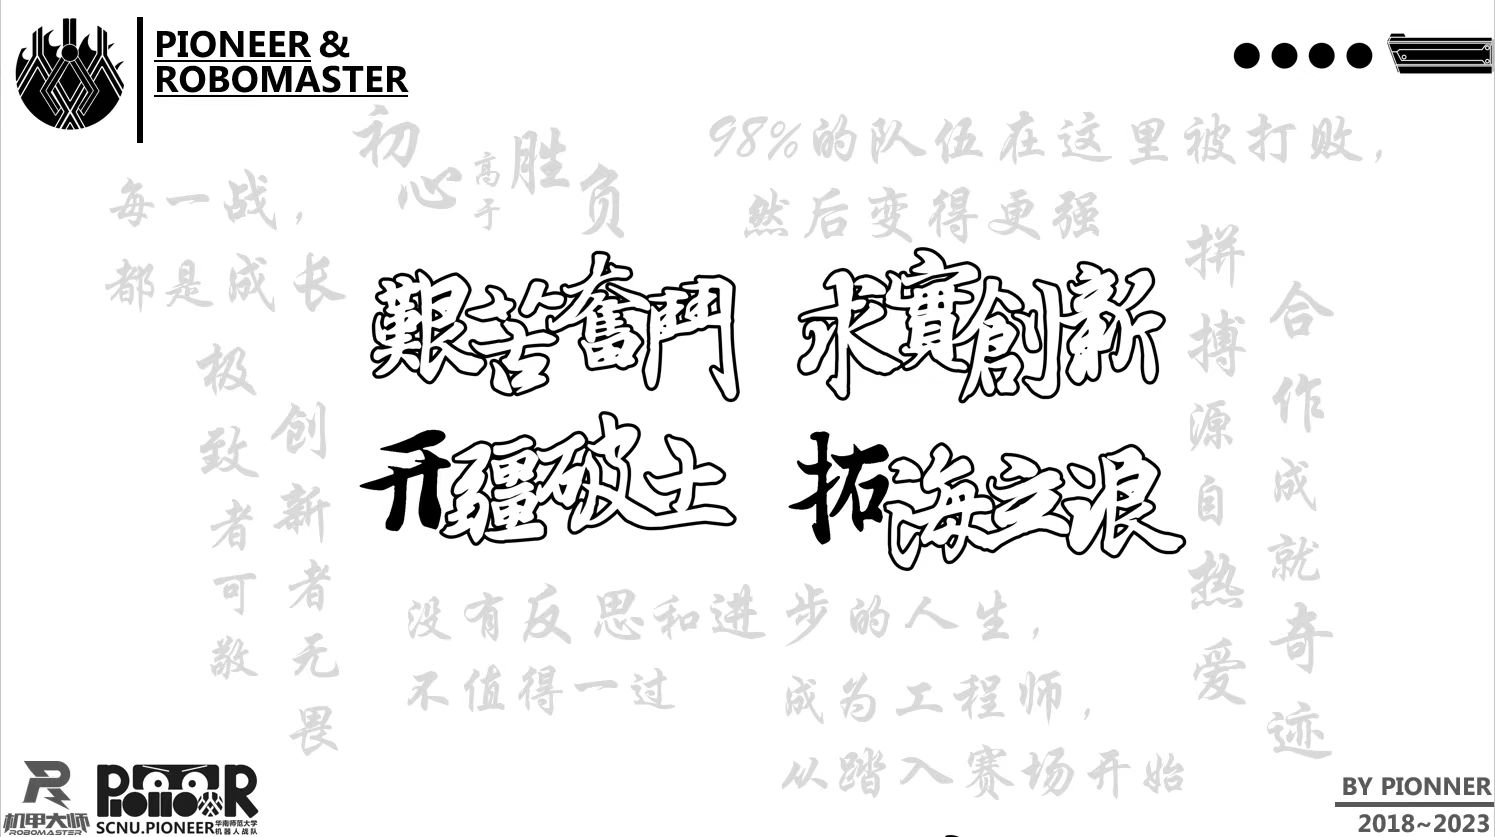 PIONEER &
ROBOMASTER
初心高于胜负
98%的队伍在这里被打败，
然后变得更强
每一战，
都是成长
艱苦奮鬥
求實創新
开疆破土
拓海立浪
极致者可敬
创新者无畏
拼搏源自热爱
合作成就奇迹
没有反思和进步的人生，
不值得一过
成为工程师，
从踏入赛场开始
机甲大师
ROBOMASTER
PIONEER
SCNU.PIONEER
华南师范大学
机器人战队
BY PIONNER
2018~2023